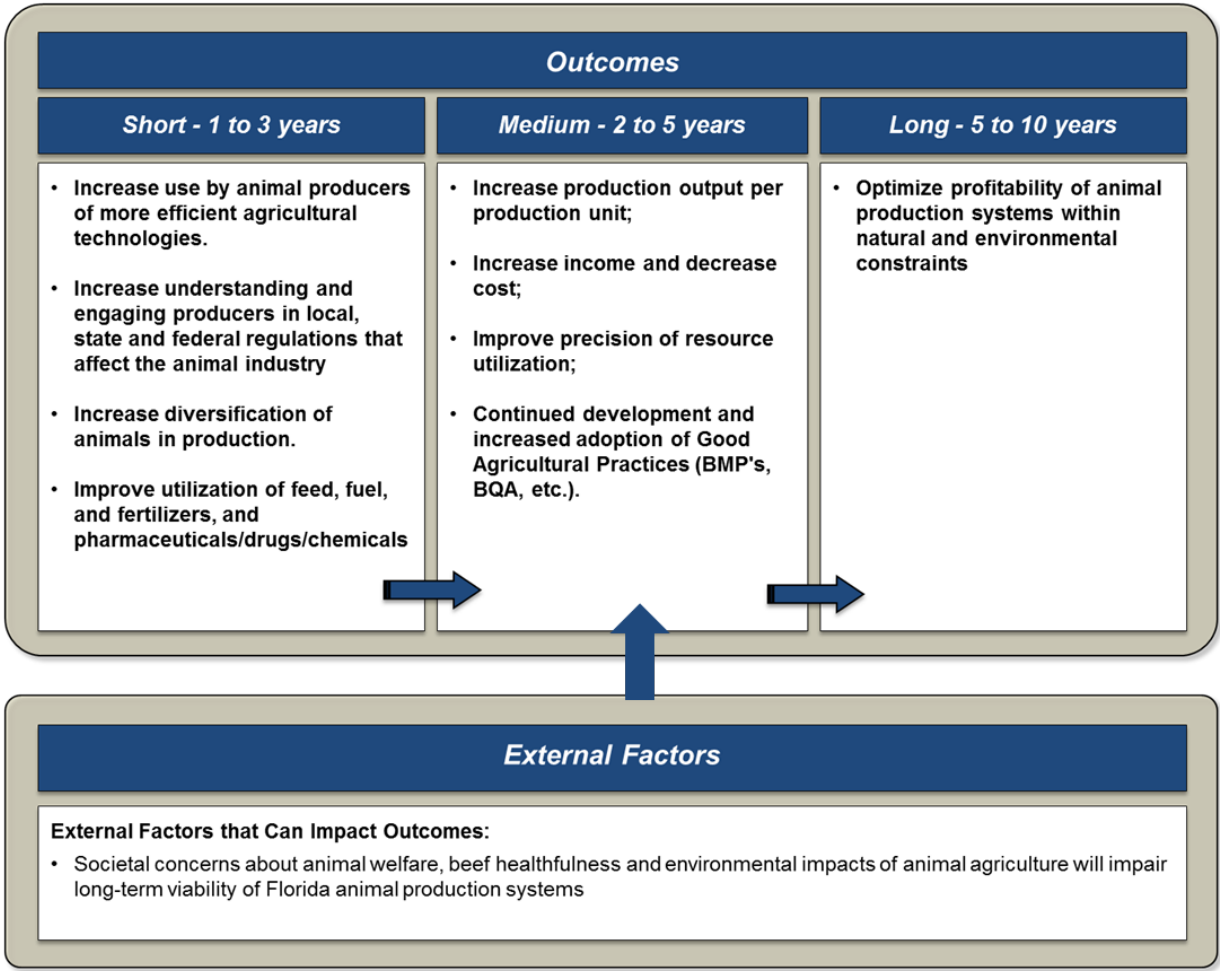 Outcomes
Short - 1 to 3 years
• Increase use by animal producers
of more efficient agricultural
technologies.
• Increase understanding and
engaging producers in local,
state and federal regulations that
affect the animal industry
• Increase diversification of
animals in production.
• Improve utilization of feed, fuel,
and fertilizers, and
pharmaceuticals/drugs/chemicals
Medium - 2 to 5 years
• Increase production output per
production unit;
• Increase income and decrease
cost;
• Improve precision of resource
utilization;
• Continued development and
increased adoption of Good
Agricultural Practices (BMP's,
BQA, etc.).
Long - 5 to 10 years
• Optimize profitability of animal
production systems within
natural and environmental
constraints
External Factors
External Factors that Can Impact Outcomes:
• Societal concerns about animal welfare, beef healthfulness and environmental impacts of animal agriculture will impair
long-term viability of Florida animal production systems